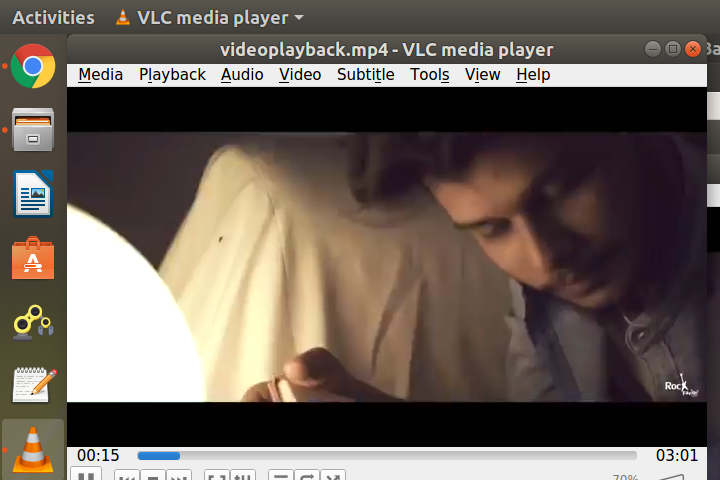 Activities VLC media player
videoplayback.mp4 - VLC media player
Media Playback Audio Video Subtitle Tools View Help
Rock
00:15 03:01
70%